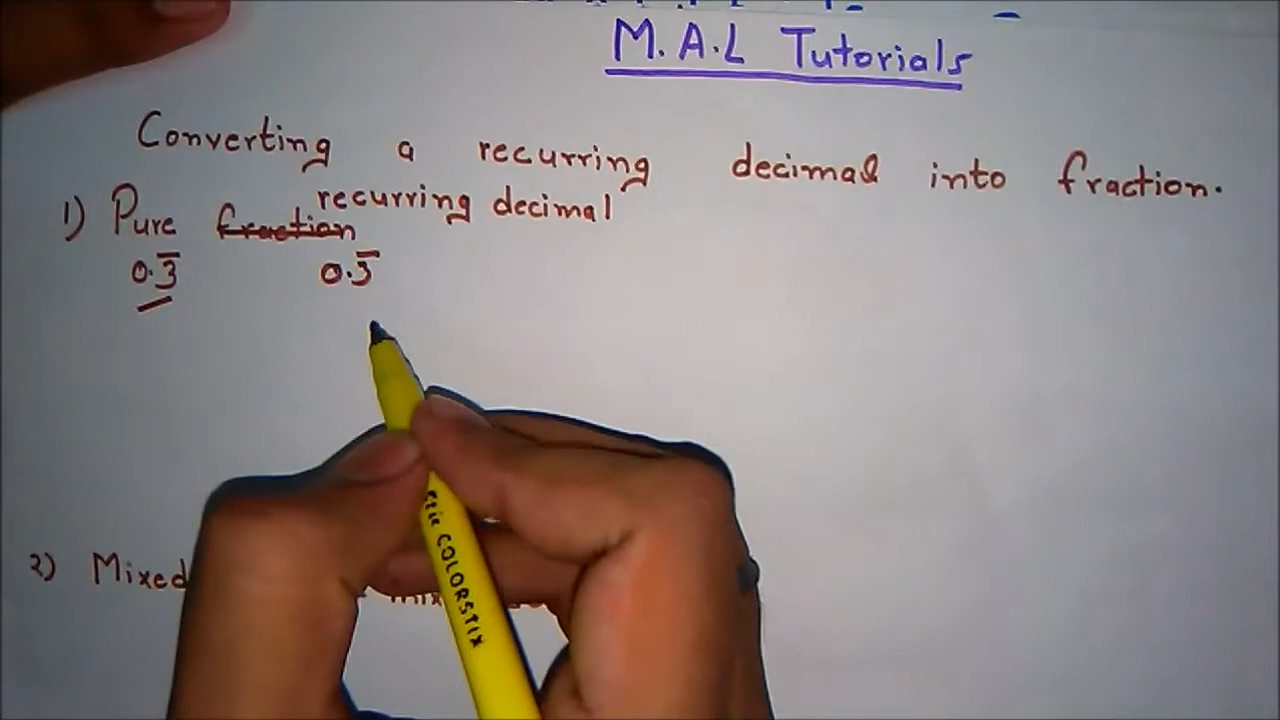 M.A.L Tutorials
Converting a recurring decimal into fraction.
1) Pure fraction recurring decimal
0.3̅ 0.5̅
2) Mixed
COLORSTIX